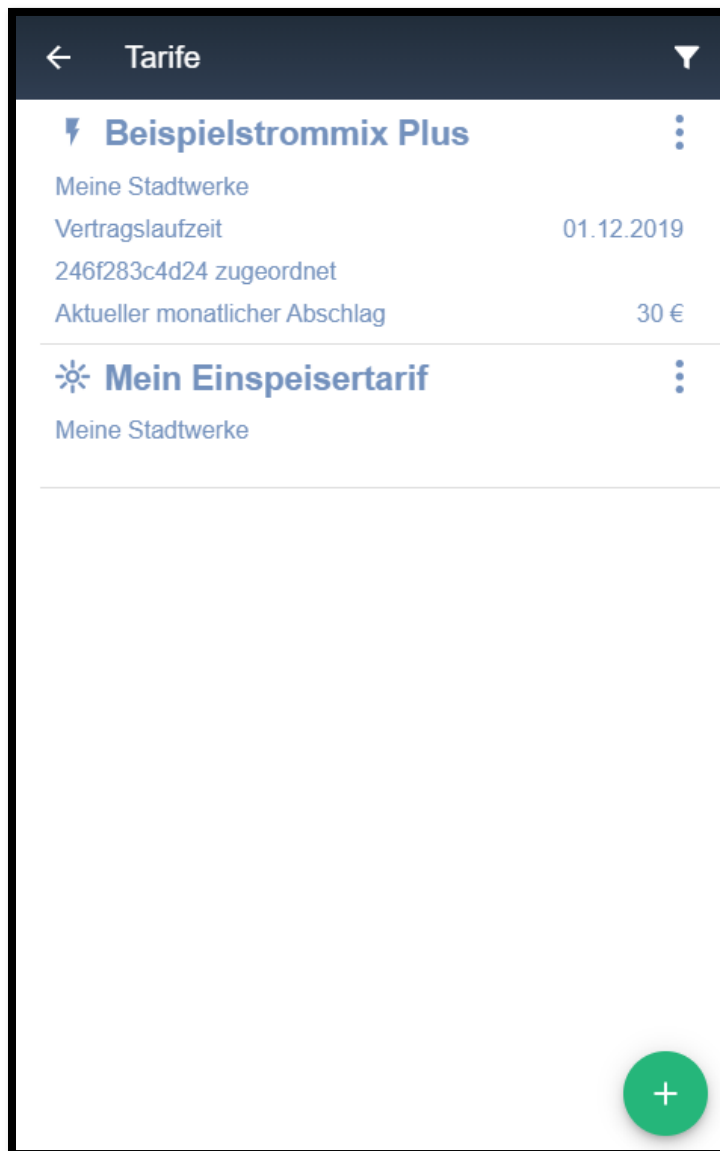 Tarife
Beispielstrommix Plus
Meine Stadtwerke
Vertragslaufzeit 01.12.2019
246f283c4d24 zugeordnet
Aktueller monatlicher Abschlag 30 €
Mein Einspeisertarif
Meine Stadtwerke